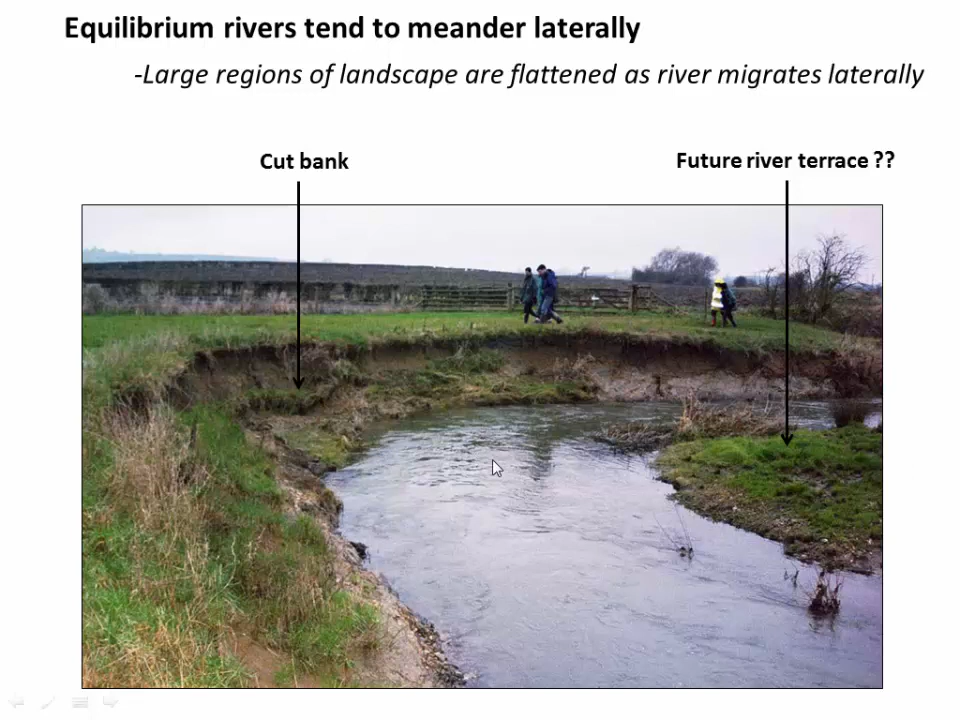 Equilibrium rivers tend to meander laterally
-Large regions of landscape are flattened as river migrates laterally
Cut bank
Future river terrace ??